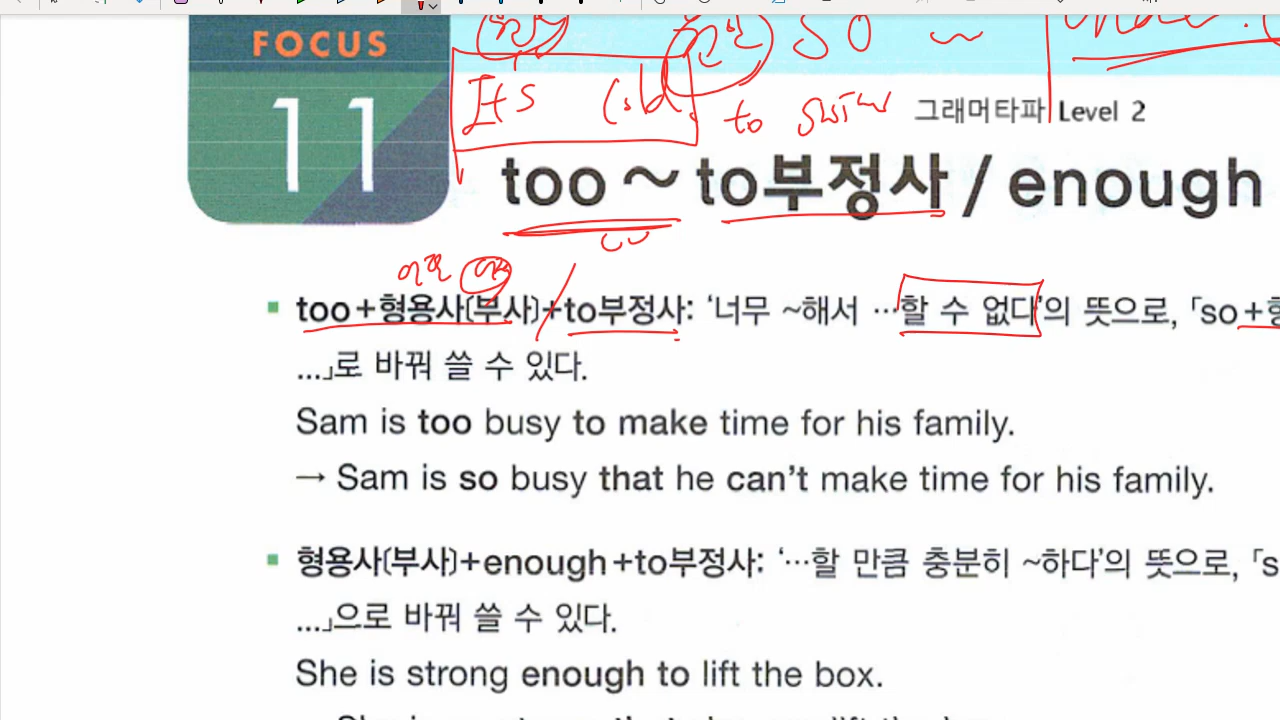 FOCUS
SO ~
It's cold. to swim
11
그래머타파 Level 2
too ~ to부정사 / enough
too+형용사(부사)+to부정사: ‘너무 ~해서 …할 수 없다’의 뜻으로, 「so+형
…」로 바꿔 쓸 수 있다.
Sam is too busy to make time for his family.
→ Sam is so busy that he can't make time for his family.
형용사(부사)+enough+to부정사: ‘…할 만큼 충분히 ~하다’의 뜻으로, 「s
…」으로 바꿔 쓸 수 있다.
She is strong enough to lift the box.